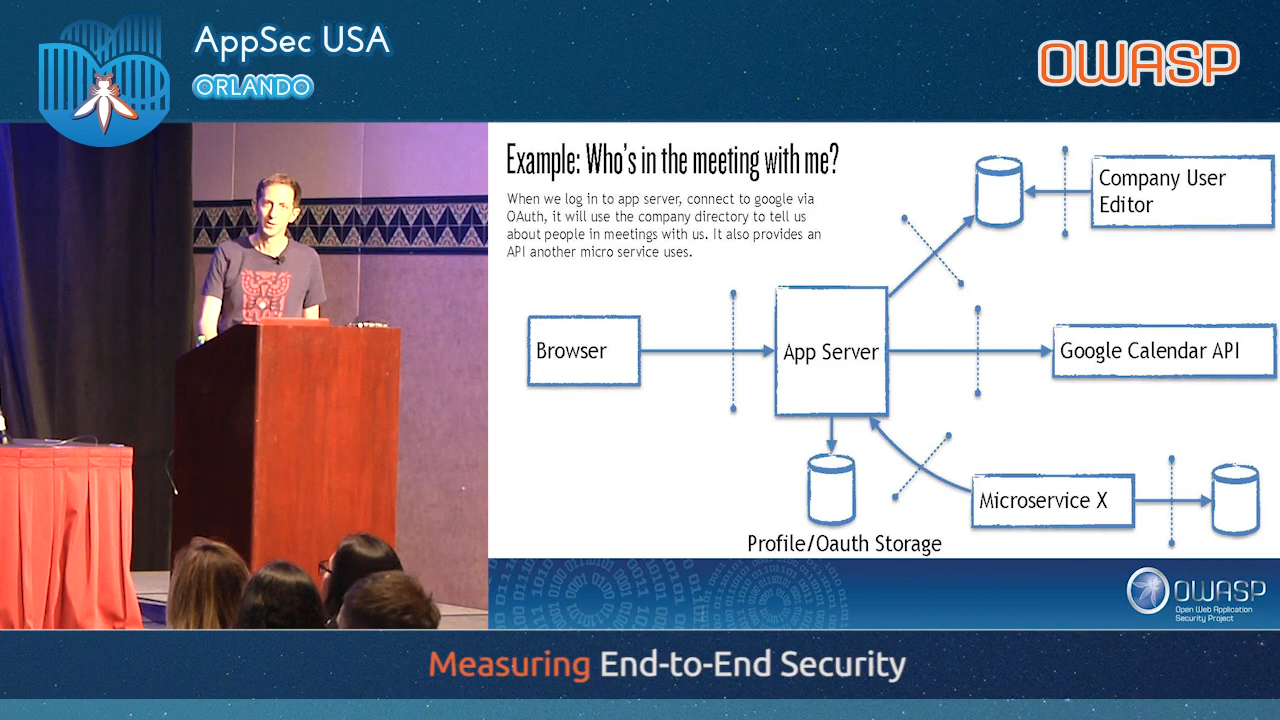 AppSec USA
ORLANDO
OWASP
Example: Who's in the meeting with me?
When we log in to app server, connect to google via
OAuth, it will use the company directory to tell us
about people in meetings with us. It also provides an
API another micro service uses.
Company User
Editor
Browser
App Server
Google Calendar API
Microservice X
Profile/Oauth Storage
OWASP
Open Web Application
Security Project
Measuring End-to-End Security